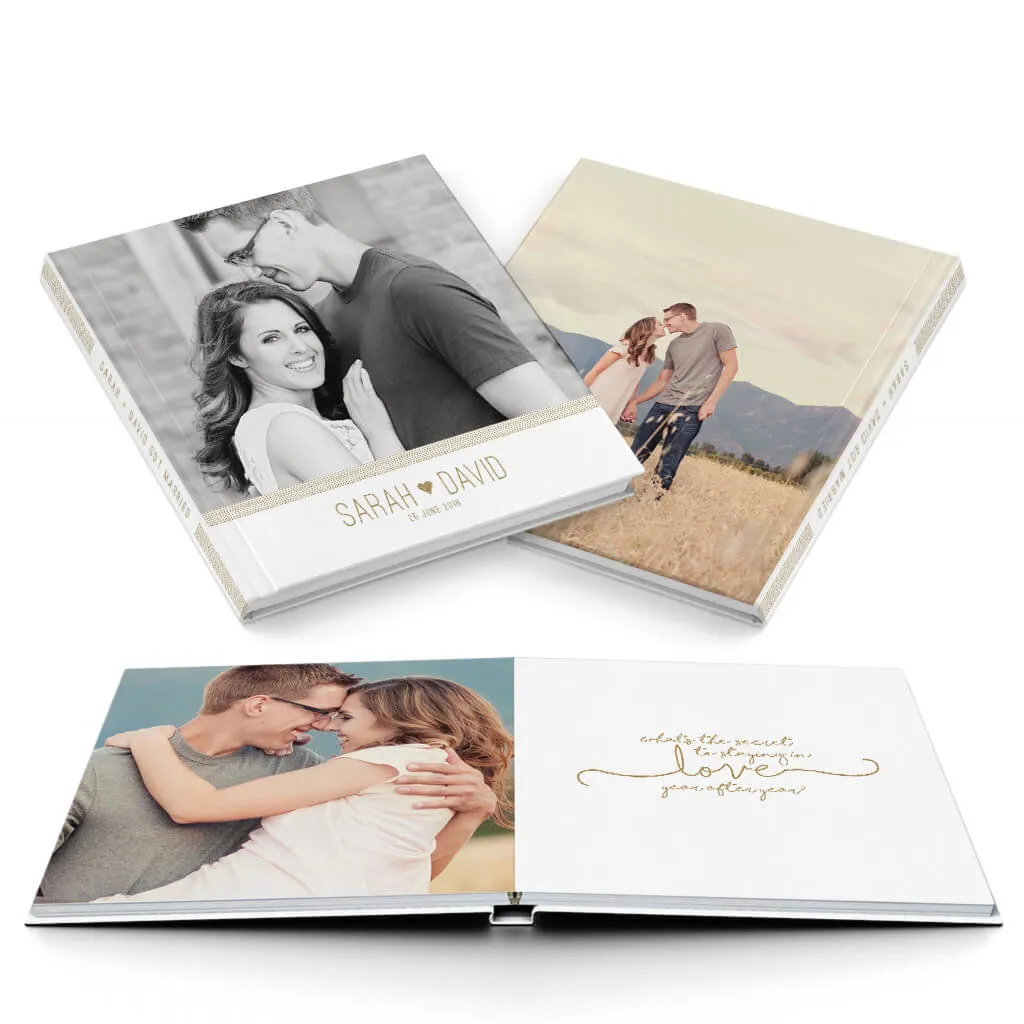 SARAH ♥ DAVID
26 JUNE 2018
SARAH + DAVID GOT MARRIED
SARAH + DAVID GOT MARRIED
what's the secret
to staying in
love
year after year?